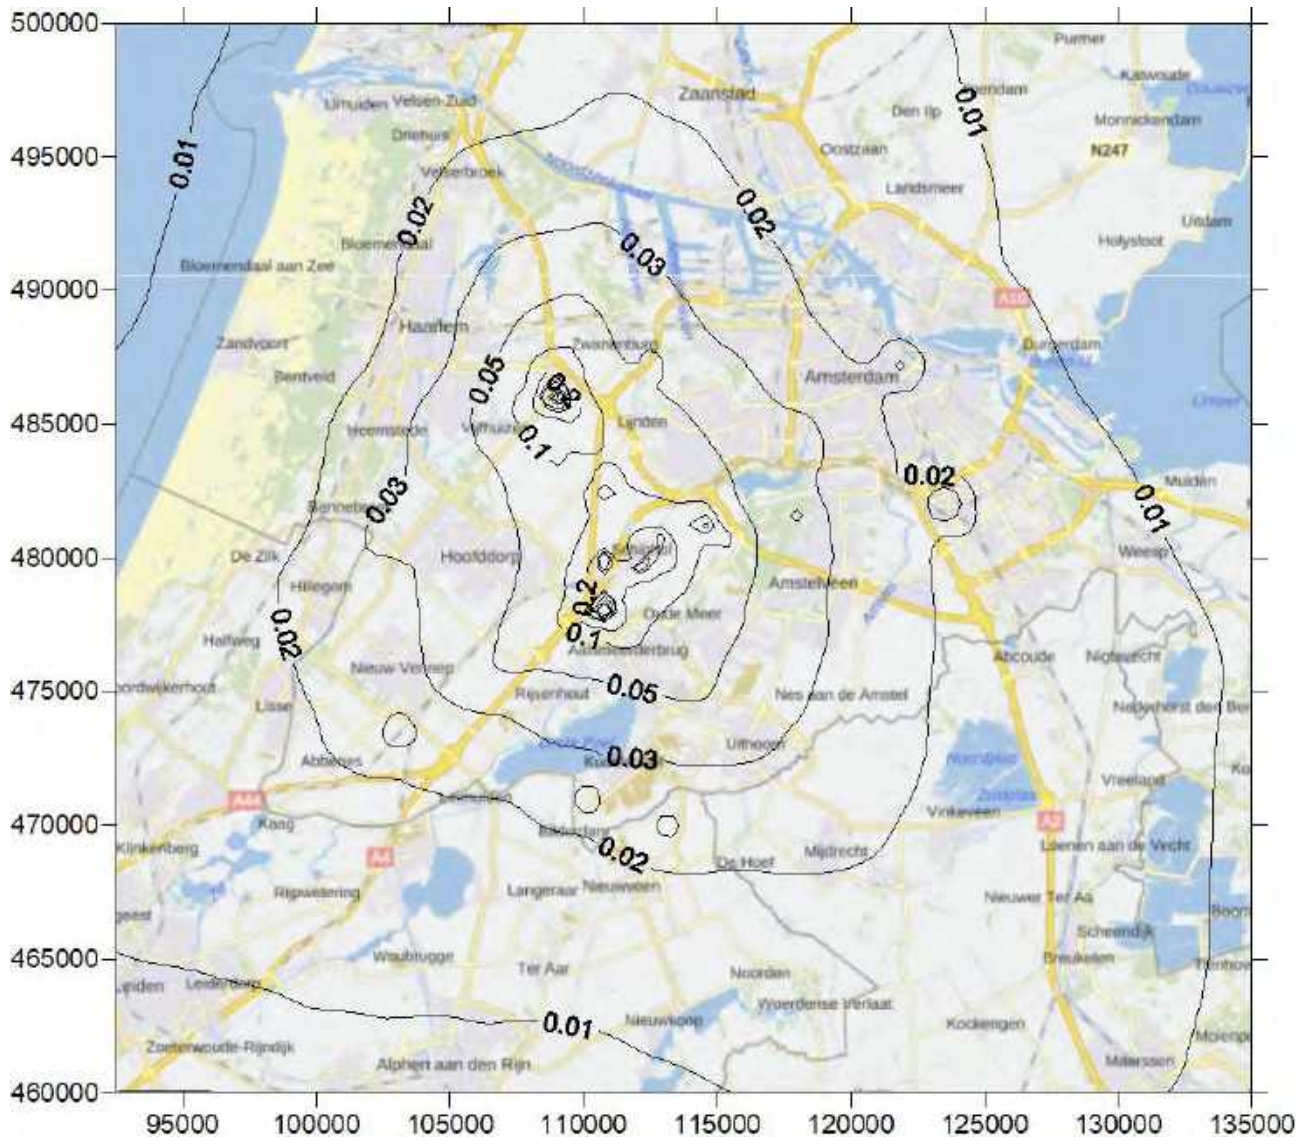 500000
Purmer
Katwoude
IJmuiden Velsen-Zuid
Zaanstad
Den Ilp
0.01
Monnickendam
Driehuis
N247
495000
Oostzaan
0.01
Velserbroek
Landsmeer
0.02
0.02
Uitdam
Bloemendaal
0.03
Holysloot
Bloemendaal aan Zee
490000
Haarlem
Zandvoort
Zwanenburg
Durgerdam
Bentveld
0.05
Amsterdam
0.2
485000
Heemstede
Lijnden
0.1
0.02
Muiden
0.03
0.01
480000
De Zilk
Hoofddorp
Schiphol
Weesp
Hillegom
Amstelveen
0.2
0.02
Oude Meer
0.1
Aalsmeerderbrug
Abcoude
Nigtevecht
Nieuw-Vennep
475000
Rijsenhout
0.05
Nes aan de Amstel
Lisse
Uithoorn
0.03
Abbenes
Vreeland
A44
470000
Kaag
Vinkeveen
A2
Bilderdam
Loenen aan de Vecht
A4
0.02
De Hoef
Mijdrecht
Rijpwetering
Langeraar
Nieuwveen
Nieuwer Ter Aa
Scheendijk
465000
Woubrugge
Ter Aar
Noorden
Breukelen
Leiderdorp
Woerdense Verlaat
0.01
Nieuwkoop
Kockengen
Zoeterwoude-Rijndijk
Alphen aan den Rijn
Maarssen
460000
95000 100000 105000 110000 115000 120000 125000 130000 135000